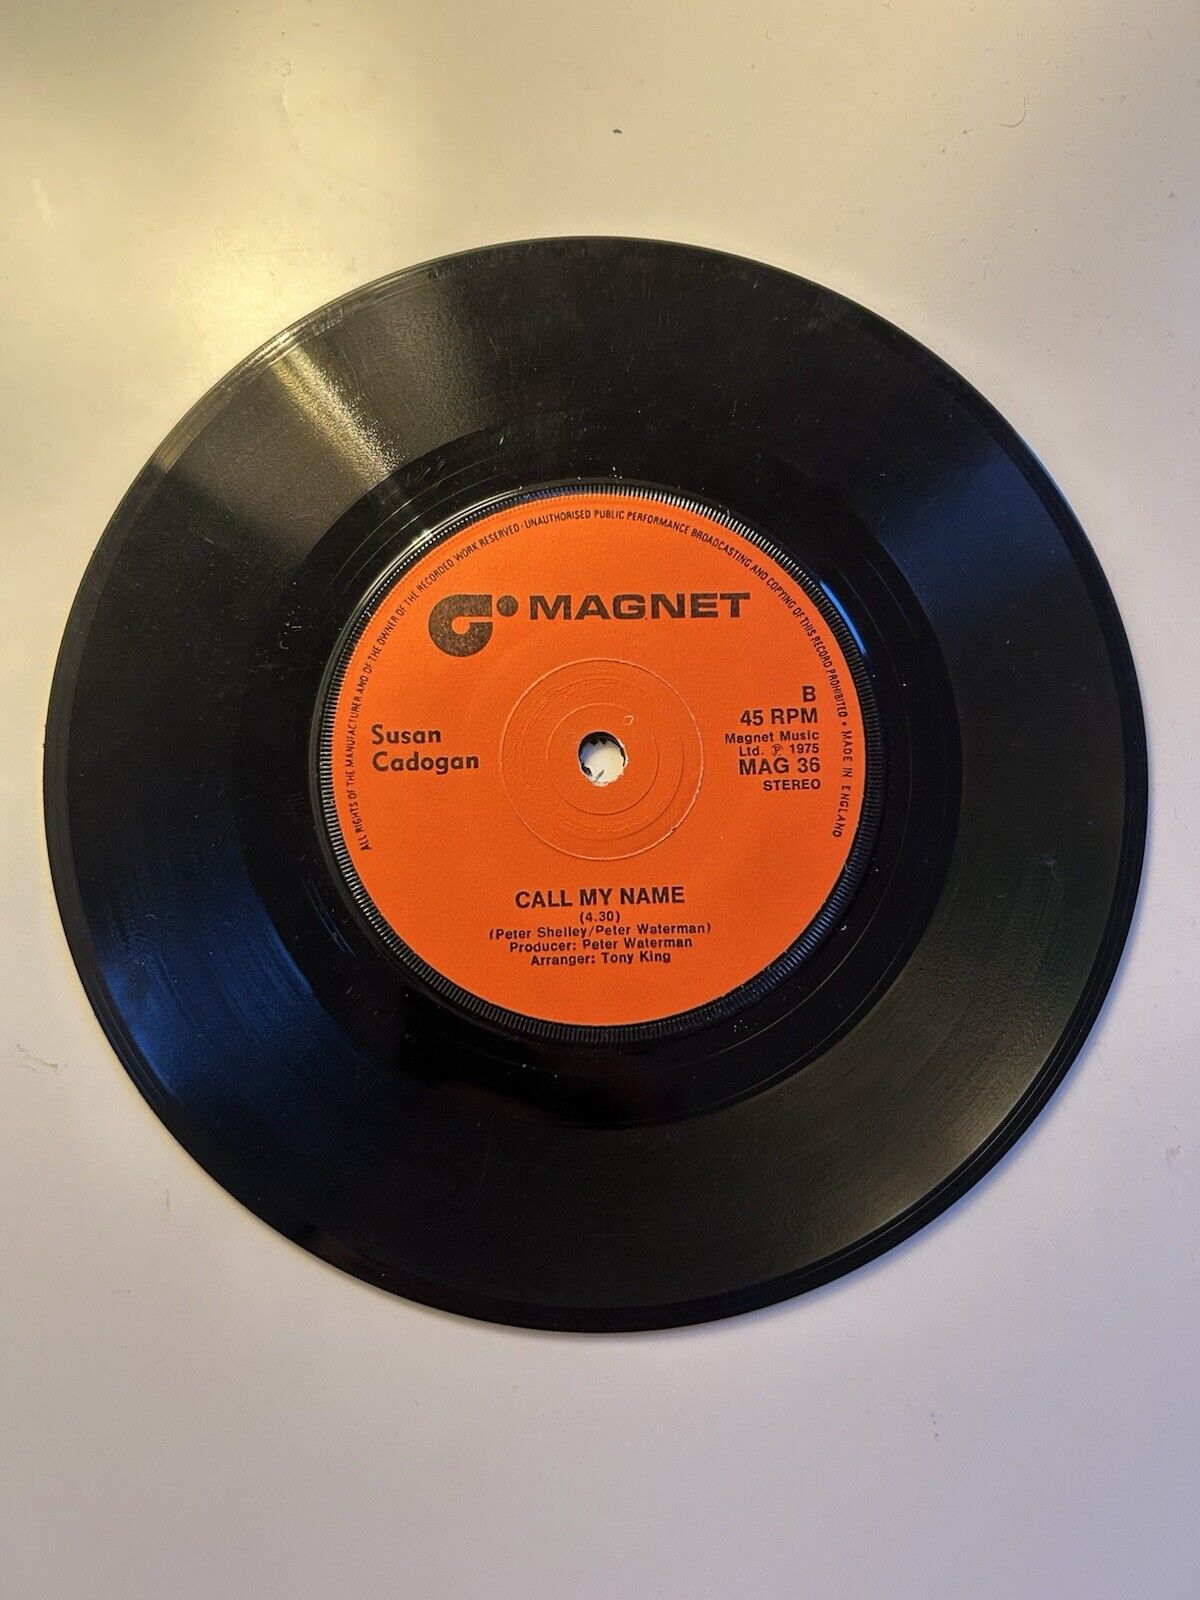 ALL RIGHTS OF THE MANUFACTURER AND OF THE OWNER OF THE RECORDED WORK RESERVED · UNAUTHORISED PUBLIC PERFORMANCE BROADCASTING AND COPYING OF THIS RECORD PROHIBITED • MADE IN ENGLAND
MAGNET
B
45 RPM
Magnet Music
Ltd. ℗ 1975
MAG 36
STEREO
Susan
Cadogan
CALL MY NAME
(4.30)
(Peter Shelley/Peter Waterman)
Producer: Peter Waterman
Arranger: Tony King